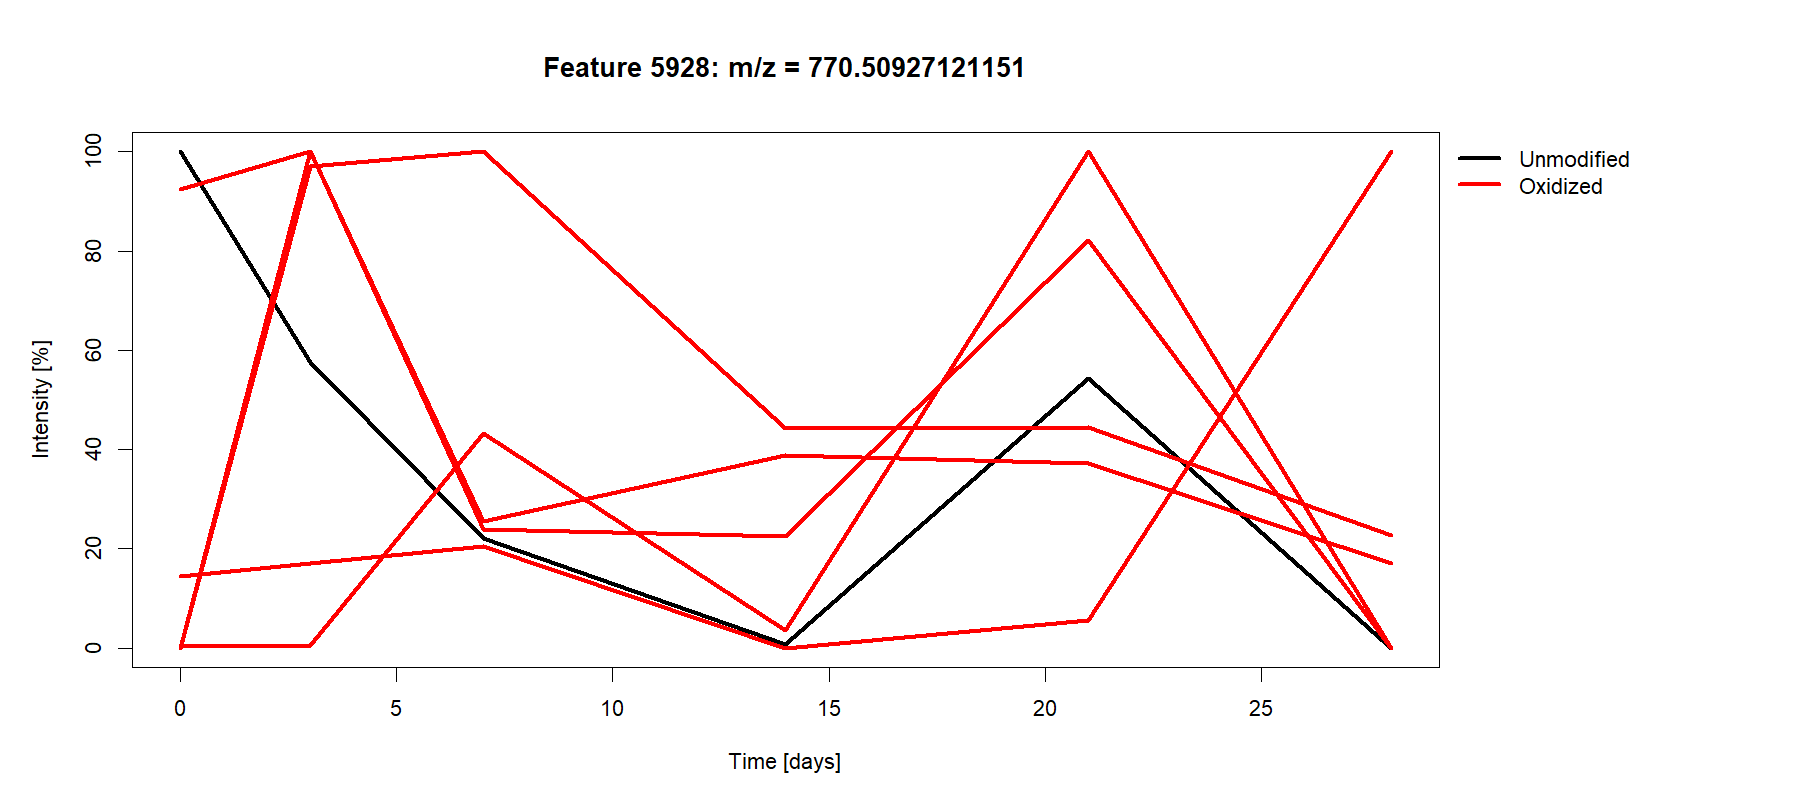 Feature 5928: m/z = 770.50927121151
Unmodified
Oxidized
Intensity [%]
100
80
60
40
20
0
0 5 10 15 20 25
Time [days]